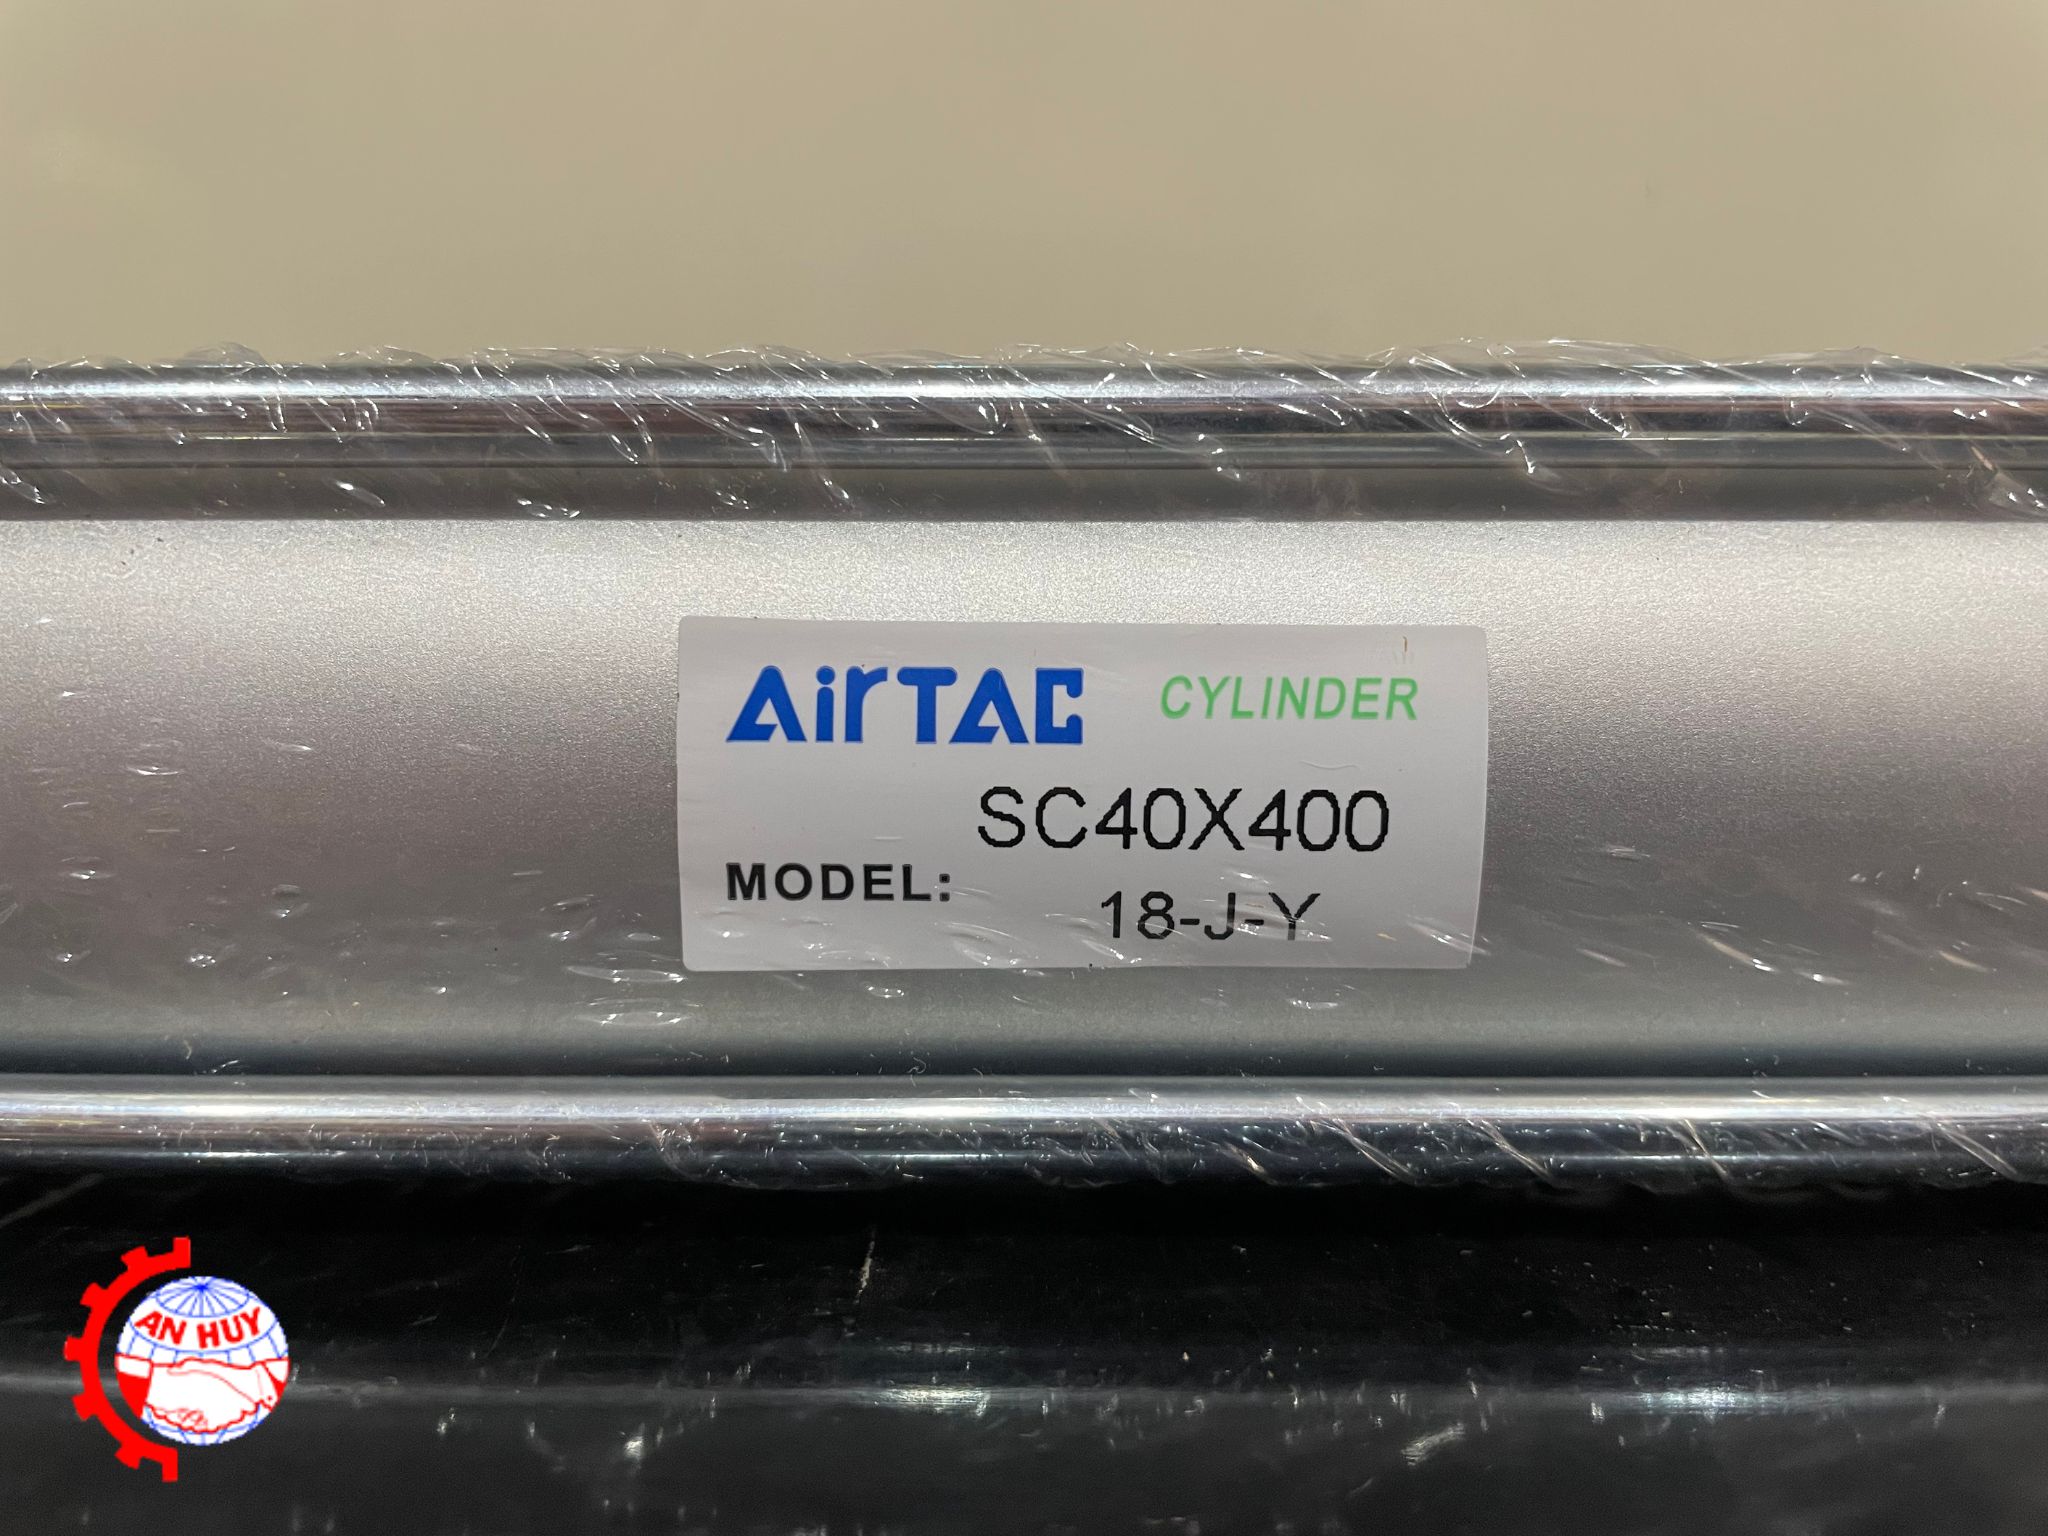 AirTAC CYLINDER
SC40X400
MODEL:
18-J-Y
AN HUY